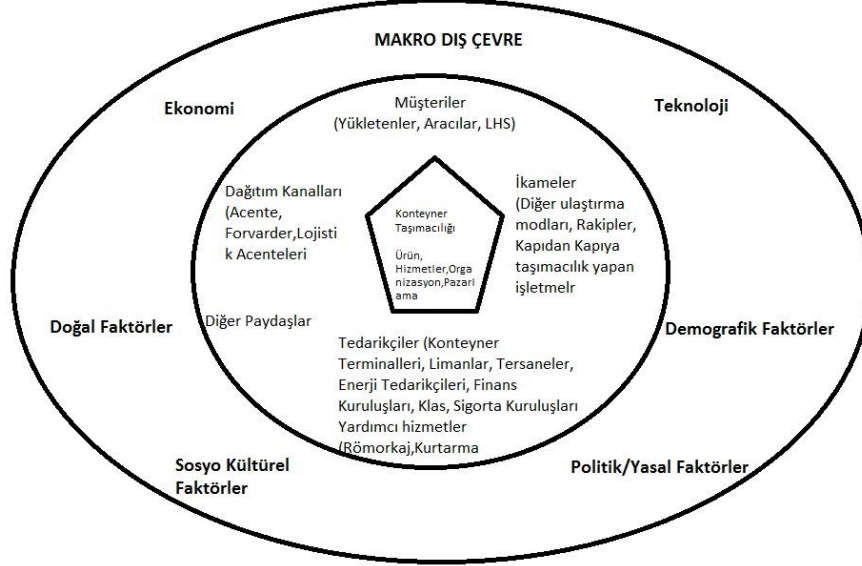 MAKRO DIŞ ÇEVRE
Ekonomi
Teknoloji
Müşteriler
(Yükletenler, Aracılar, LHS)
Dağıtım Kanalları
(Acente,
Forvarder,Lojisti
k Acenteleri
Konteyner
Taşımacılığı
Ürün,
Hizmetler,Orga
nizasyon,Pazarl
ama
İkameler
(Diğer ulaştırma
modları, Rakipler,
Kapıdan Kapıya
taşımacılık yapan
işletmelr
Doğal Faktörler
Diğer Paydaşlar
Demografik Faktörler
Tedarikçiler (Konteyner
Terminalleri, Limanlar, Tersaneler,
Enerji Tedarikçileri, Finans
Kuruluşları, Klas, Sigorta Kuruluşları
Yardımcı hizmetler
(Römorkaj,Kurtarma
Sosyo Kültürel
Faktörler
Politik/Yasal Faktörler